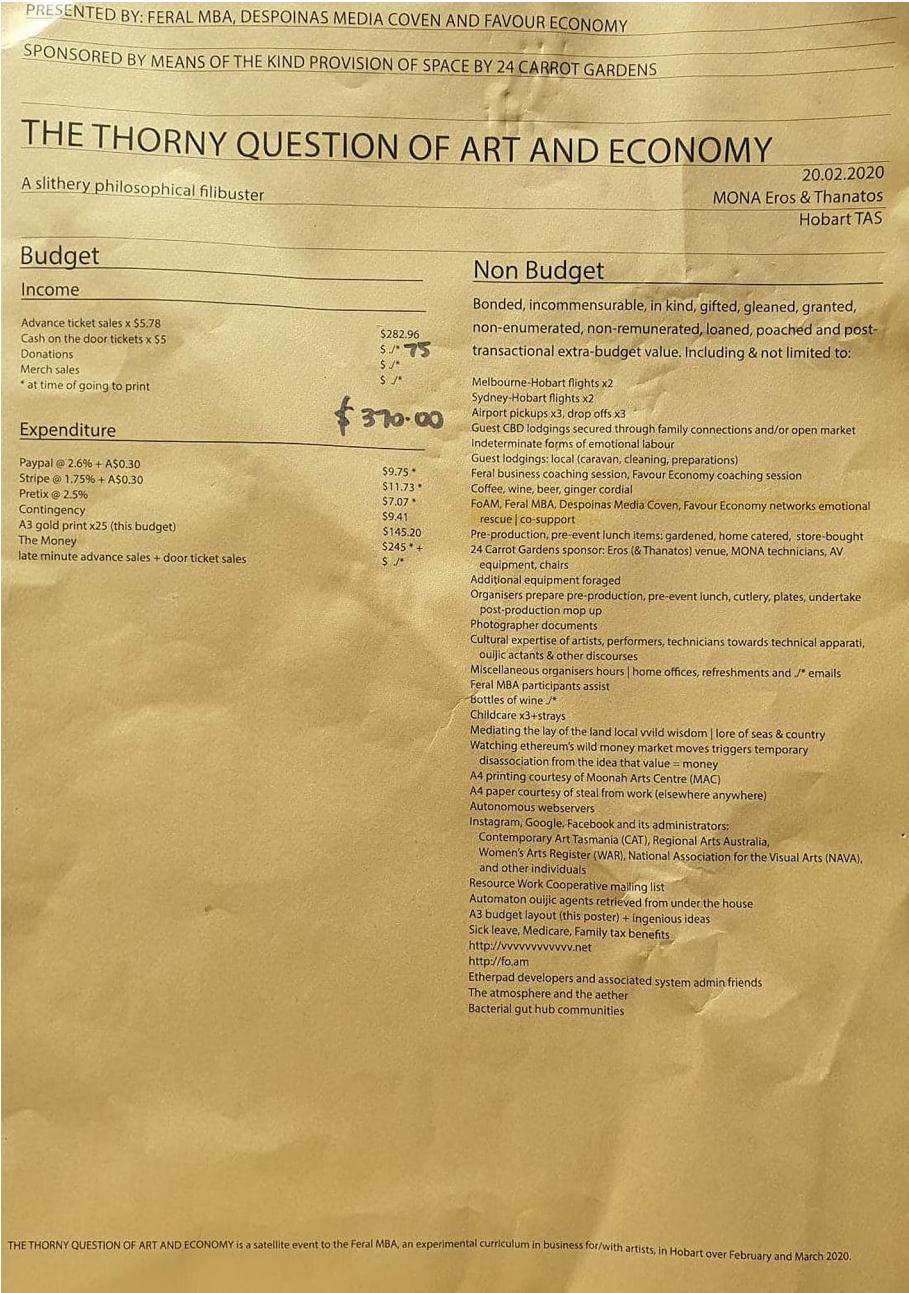 PRESENTED BY: FERAL MBA, DESPOINAS MEDIA COVEN AND FAVOUR ECONOMY
SPONSORED BY MEANS OF THE KIND PROVISION OF SPACE BY 24 CARROT GARDENS
THE THORNY QUESTION OF ART AND ECONOMY
A slithery philosophical filibuster
20.02.2020
MONA Eros & Thanatos
Hobart TAS
Budget
Income
Advance ticket sales x $5.78 $282.96
Cash on the door tickets x $5 $ ./* 75
Donations $ ./*
Merch sales $ ./*
* at time of going to print
$ 370.00
Expenditure
Paypal @ 2.6% + A$0.30 $9.75 *
Stripe @ 1.75% + A$0.30 $11.73 *
Pretix @ 2.5% $7.07 *
Contingency $9.41
A3 gold print x25 (this budget) $145.20
The Money $245 * +
late minute advance sales + door ticket sales $ ./*
Non Budget
Bonded, incommensurable, in kind, gifted, gleaned, granted,
non-enumerated, non-remunerated, loaned, poached and post-
transactional extra-budget value. Including & not limited to:
Melbourne-Hobart flights x2
Sydney-Hobart flights x2
Airport pickups x3, drop offs x3
Guest CBD lodgings secured through family connections and/or open market
Indeterminate forms of emotional labour
Guest lodgings: local (caravan, cleaning, preparations)
Feral business coaching session, Favour Economy coaching session
Coffee, wine, beer, ginger cordial
FoAM, Feral MBA, Despoinas Media Coven, Favour Economy networks emotional
rescue | co-support
Pre-production, pre-event lunch items: gardened, home catered, store-bought
24 Carrot Gardens sponsor: Eros (& Thanatos) venue, MONA technicians, AV
equipment, chairs
Additional equipment foraged
Organisers prepare pre-production, pre-event lunch, cutlery, plates, undertake
post-production mop up
Photographer documents
Cultural expertise of artists, performers, technicians towards technical apparati,
ouijic actants & other discourses
Miscellaneous organisers hours | home offices, refreshments and ./* emails
Feral MBA participants assist
Bottles of wine ./*
Childcare x3+strays
Mediating the lay of the land local vvild wisdom | lore of seas & country
Watching ethereum's wild money market moves triggers temporary
disassociation from the idea that value = money
A4 printing courtesy of Moonah Arts Centre (MAC)
A4 paper courtesy of steal from work (elsewhere anywhere)
Autonomous webservers
Instagram, Google, Facebook and its administrators:
Contemporary Art Tasmania (CAT), Regional Arts Australia,
Women's Arts Register (WAR), National Association for the Visual Arts (NAVA),
and other individuals
Resource Work Cooperative mailing list
Automaton ouijic agents retrieved from under the house
A3 budget layout (this poster) + ingenious ideas
Sick leave, Medicare, Family tax benefits
http://vvvvvvvvvvvv.net
http://fo.am
Etherpad developers and associated system admin friends
The atmosphere and the aether
Bacterial gut hub communities
THE THORNY QUESTION OF ART AND ECONOMY is a satellite event to the Feral MBA, an experimental curriculum in business for/with artists, in Hobart over February and March 2020.